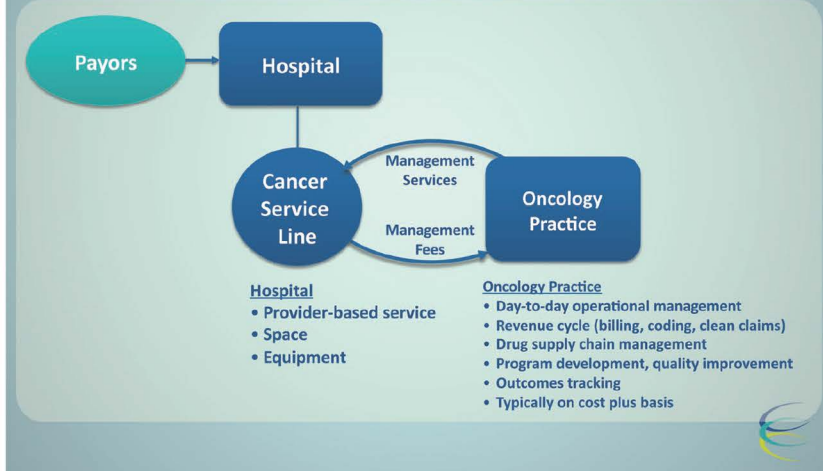 Payors
Hospital
Management
Services
Cancer
Service
Line
Oncology
Practice
Management
Fees
Hospital
• Provider-based service
• Space
• Equipment
Oncology Practice
• Day-to-day operational management
• Revenue cycle (billing, coding, clean claims)
• Drug supply chain management
• Program development, quality improvement
• Outcomes tracking
• Typically on cost plus basis